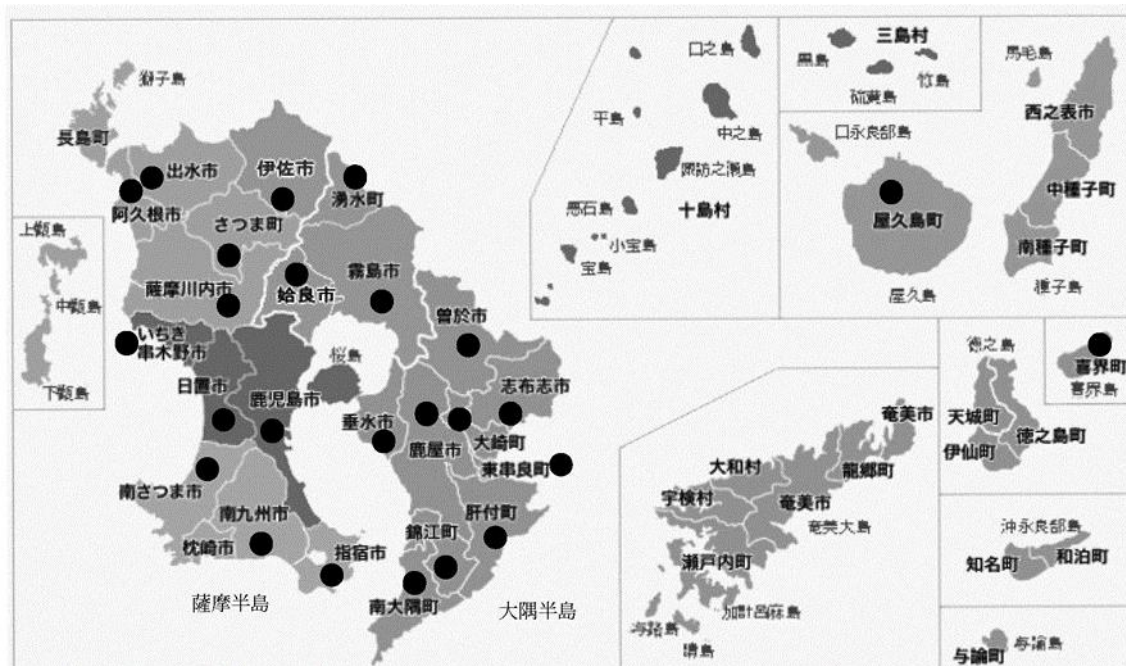 獅子島
長島町
出水市
阿久根市
伊佐市
湧水町
さつま町
上甑島
中甑島
下甑島
薩摩川内市
姶良市
霧島市
いちき
串木野市
曽於市
桜島
志布志市
日置市
鹿児島市
垂水市
鹿屋市
大崎町
東串良町
南さつま市
南九州市
枕崎市
指宿市
錦江町
肝付町
南大隅町
薩摩半島
大隅半島
口之島
平島
中之島
諏訪之瀬島
悪石島
十島村
小宝島
宝島
三島村
黒島
硫黄島
竹島
口永良部島
屋久島町
屋久島
馬毛島
西之表市
中種子町
南種子町
種子島
奄美市
大和村
龍郷町
宇検村
奄美市
奄美大島
瀬戸内町
加計呂麻島
与路島
請島
徳之島
天城町
徳之島町
伊仙町
喜界町
喜界島
沖永良部島
知名町
和泊町
与論町
与論島